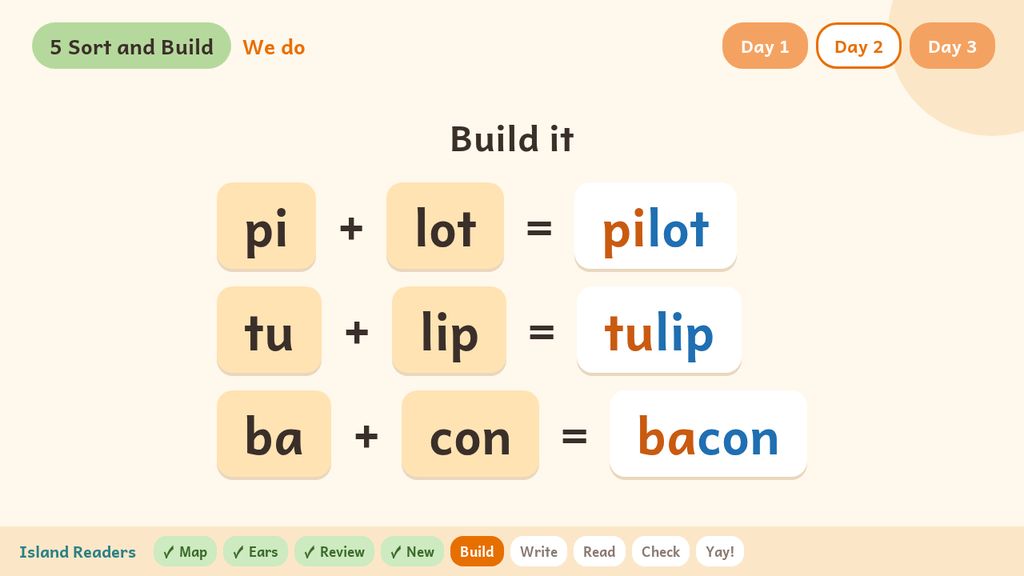 5 Sort and Build We do Day 1 Day 2 Day 3
Build it
pi + lot = pilot
tu + lip = tulip
ba + con = bacon
Island Readers ✓ Map ✓ Ears ✓ Review ✓ New Build Write Read Check Yay!